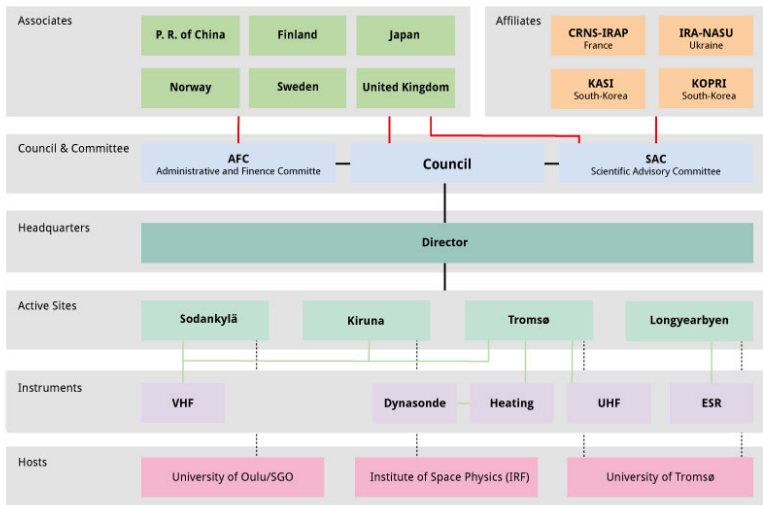 Associates
P. R. of China
Finland
Japan
Norway
Sweden
United Kingdom
Affiliates
CRNS-IRAP
France
IRA-NASU
Ukraine
KASI
South-Korea
KOPRI
South-Korea
Council & Committee
AFC
Administrative and Finance Committe
Council
SAC
Scientific Advisory Committee
Headquarters
Director
Active Sites
Sodankylä
Kiruna
Tromsø
Longyearbyen
Instruments
VHF
Dynasonde
Heating
UHF
ESR
Hosts
University of Oulu/SGO
Institute of Space Physics (IRF)
University of Tromsø